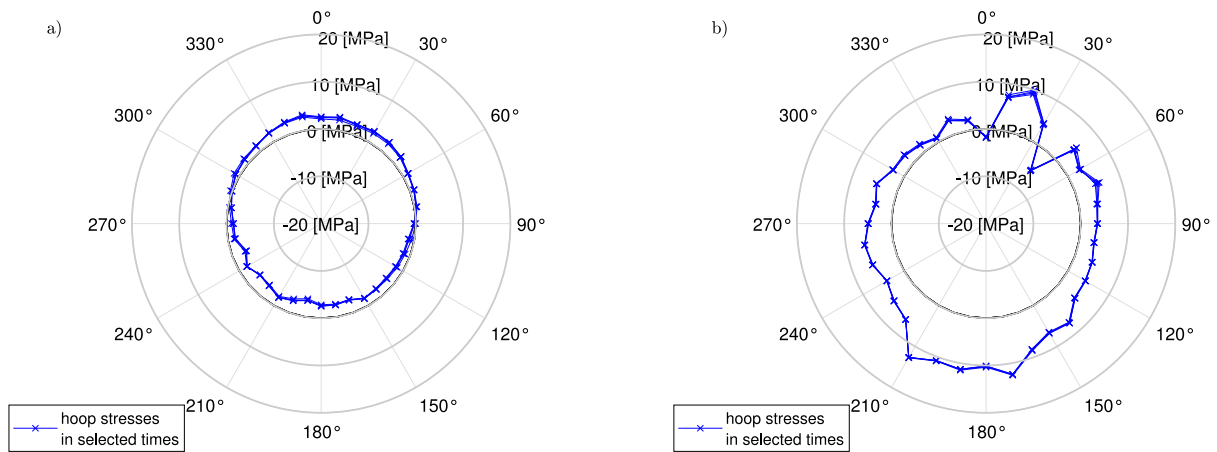 a)
0°
30°
60°
90°
120°
150°
180°
210°
240°
270°
300°
330°
20 [MPa]
10 [MPa]
0 [MPa]
-10 [MPa]
-20 [MPa]
hoop stresses
in selected times
b)
0°
30°
60°
90°
120°
150°
180°
210°
240°
270°
300°
330°
20 [MPa]
10 [MPa]
0 [MPa]
-10 [MPa]
-20 [MPa]
hoop stresses
in selected times